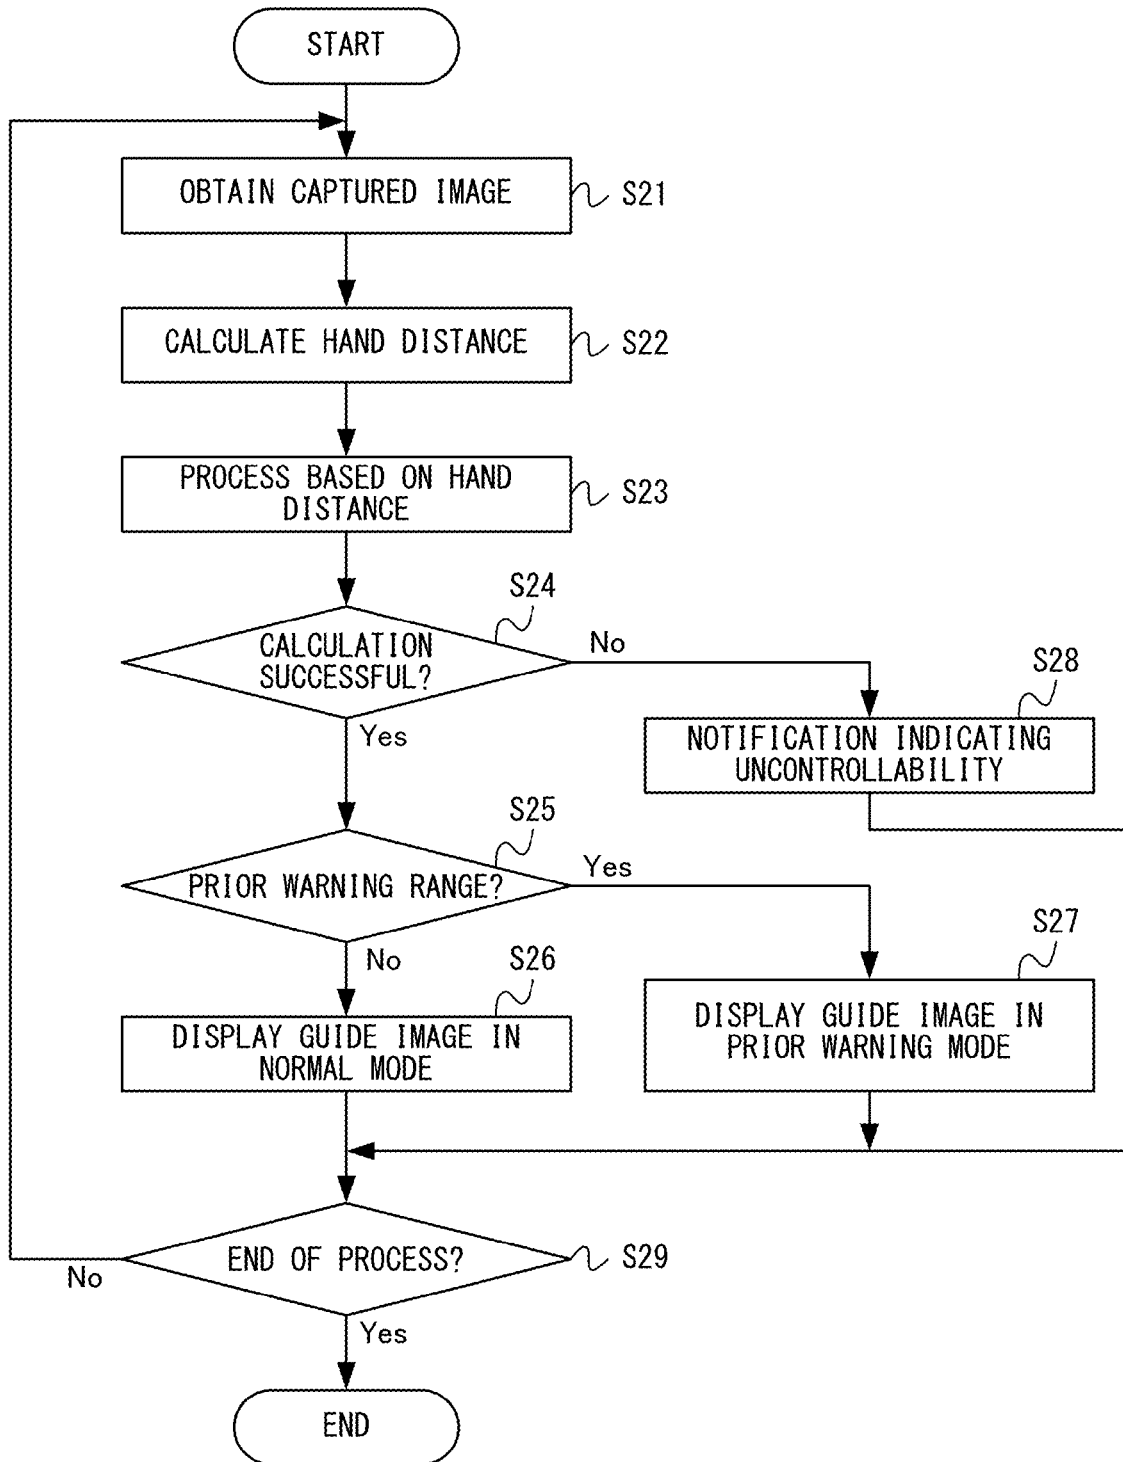 START
OBTAIN CAPTURED IMAGE
S21
CALCULATE HAND DISTANCE
S22
PROCESS BASED ON HAND
DISTANCE
S23
S24
CALCULATION
SUCCESSFUL?
No
Yes
S28
NOTIFICATION INDICATING
UNCONTROLLABILITY
S25
PRIOR WARNING RANGE?
Yes
No
S26
DISPLAY GUIDE IMAGE IN
NORMAL MODE
S27
DISPLAY GUIDE IMAGE IN
PRIOR WARNING MODE
END OF PROCESS?
S29
No
Yes
END